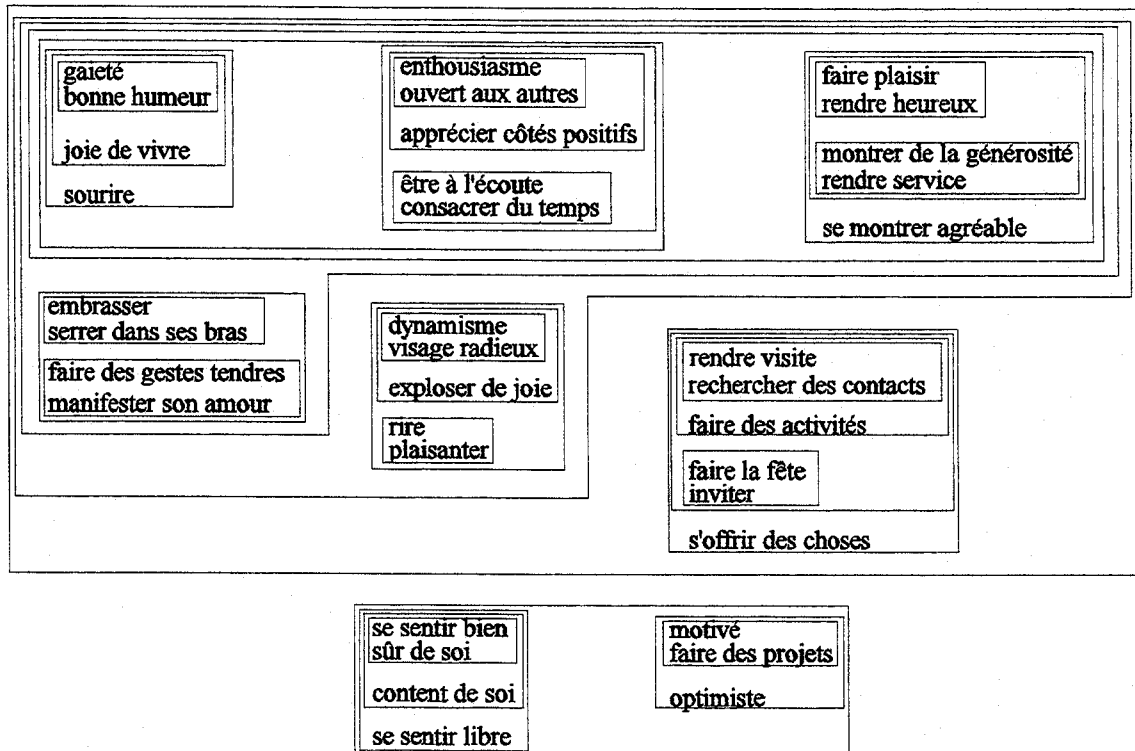 gaieté
bonne humeur
joie de vivre
sourire
enthousiasme
ouvert aux autres
apprécier côtés positifs
être à l'écoute
consacrer du temps
faire plaisir
rendre heureux
montrer de la générosité
rendre service
se montrer agréable
embrasser
serrer dans ses bras
faire des gestes tendres
manifester son amour
dynamisme
visage radieux
exploser de joie
rire
plaisanter
rendre visite
rechercher des contacts
faire des activités
faire la fête
inviter
s'offrir des choses
se sentir bien
sûr de soi
content de soi
se sentir libre
motivé
faire des projets
optimiste